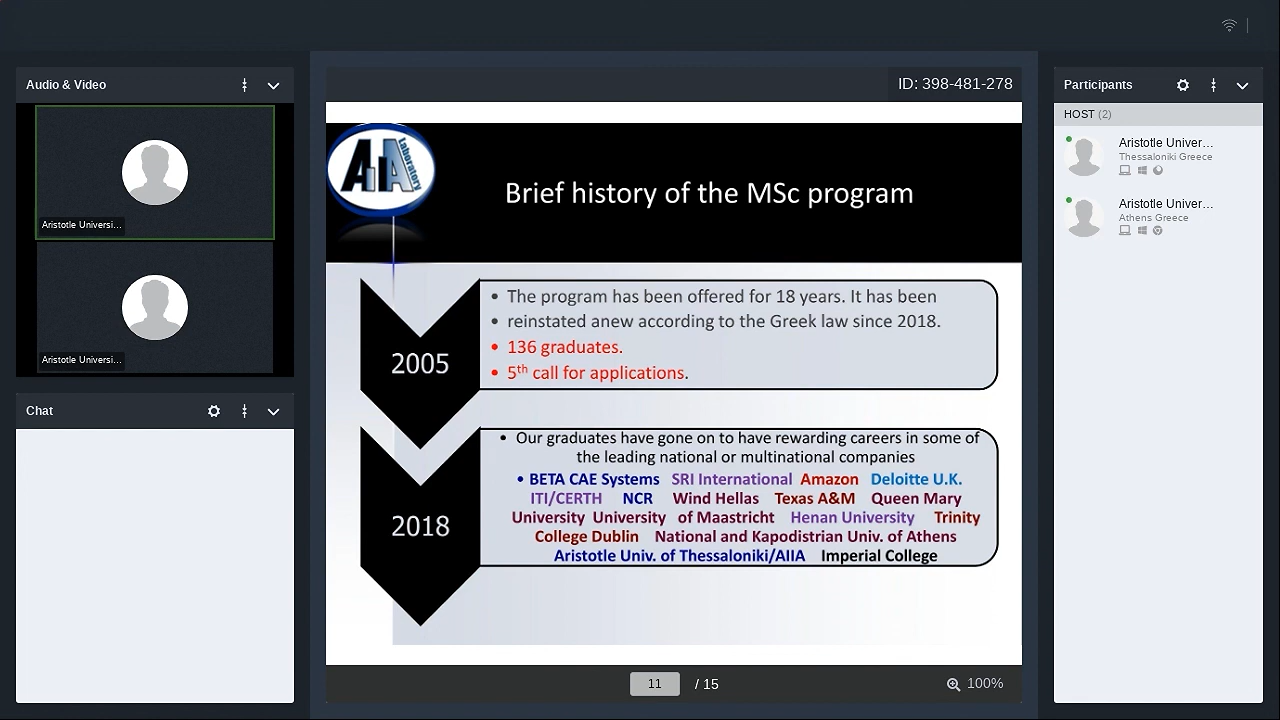 Audio & Video
Aristotle Universi...
Aristotle Universi...
Chat
ID: 398-481-278
AIIA
Laboratory
Brief history of the MSc program
2005
• The program has been offered for 18 years. It has been
• reinstated anew according to the Greek law since 2018.
• 136 graduates.
• 5th call for applications.
2018
• Our graduates have gone on to have rewarding careers in some of
the leading national or multinational companies
• BETA CAE Systems SRI International Amazon Deloitte U.K.
ITI/CERTH NCR Wind Hellas Texas A&M Queen Mary
University University of Maastricht Henan University Trinity
College Dublin National and Kapodistrian Univ. of Athens
Aristotle Univ. of Thessaloniki/AIIA Imperial College
11 / 15
100%
Participants
HOST (2)
Aristotle Univer...
Thessaloniki Greece
Aristotle Univer...
Athens Greece